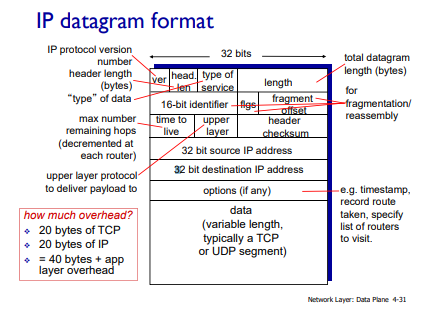 IP datagram format
IP protocol version
number
header length
(bytes)
"type" of data
max number
remaining hops
(decremented at
each router)
upper layer protocol
to deliver payload to
how much overhead?
20 bytes of TCP
20 bytes of IP
= 40 bytes + app
layer overhead
32 bits
ver
head.
len
type of
service
length
16-bit identifier
flgs
fragment
offset
time to
live
upper
layer
header
checksum
32 bit source IP address
32 bit destination IP address
options (if any)
data
(variable length,
typically a TCP
or UDP segment)
total datagram
length (bytes)
for
fragmentation/
reassembly
e.g. timestamp,
record route
taken, specify
list of routers
to visit.
Network Layer: Data Plane 4-31